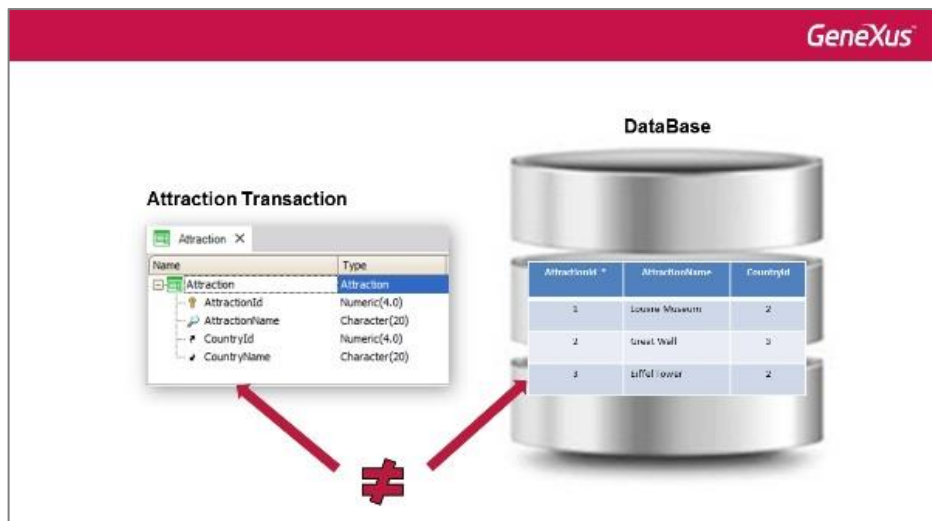 GeneXus
DataBase
Attraction Transaction
Attraction X
Name Type
Attraction Attraction
AttractionId Numeric(4.0)
AttractionName Character(20)
CountryId Numeric(4.0)
CountryName Character(20)
AttractionId * AttractionName CountryId
1 Louvre Museum 2
2 Great Wall 3
3 Eiffel Tower 2
≠